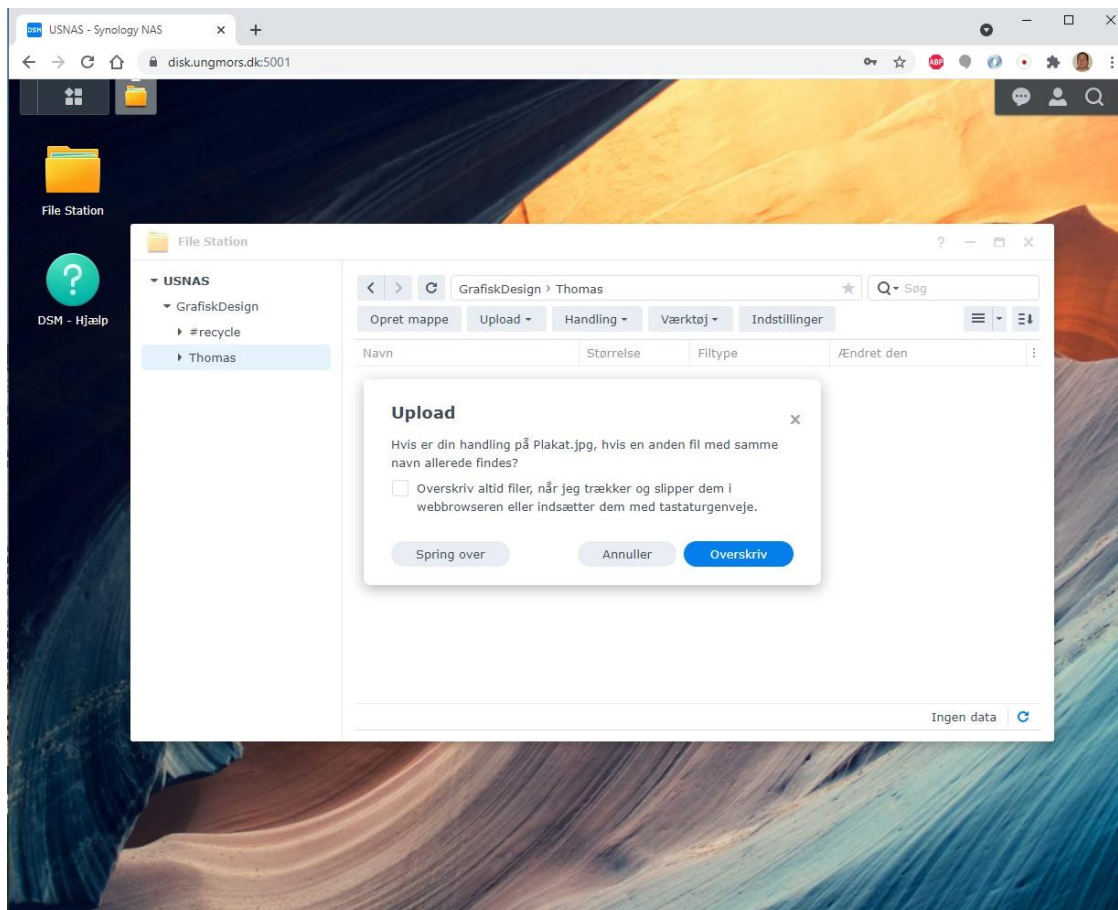 USNAS - Synology NAS
disk.ungmors.dk:5001
ABP
File Station
DSM - Hjælp
File Station
USNAS
GrafiskDesign
#recycle
Thomas
GrafiskDesign › Thomas
Søg
Opret mappe Upload Handling Værktøj Indstillinger
Navn Størrelse Filtype Ændret den
Upload
Hvis er din handling på Plakat.jpg, hvis en anden fil med samme
navn allerede findes?
Overskriv altid filer, når jeg trækker og slipper dem i
webbrowseren eller indsætter dem med tastaturgenveje.
Spring over Annuller Overskriv
Ingen data